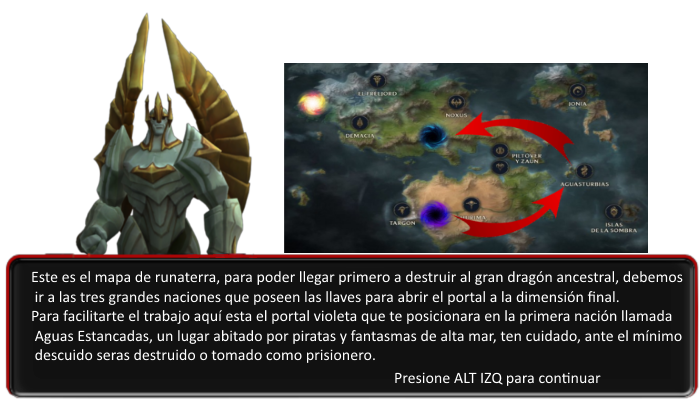 EL FRELJORD
NOXUS
JONIA
DEMACIA
PILTOVER
Y ZAUN
AGUASTURBIAS
TARGON
ISLAS
DE LA SOMBRA
Este es el mapa de runaterra, para poder llegar primero a destruir al gran dragón ancestral, debemos
ir a las tres grandes naciones que poseen las llaves para abrir el portal a la dimensión final.
Para facilitarte el trabajo aquí esta el portal violeta que te posicionara en la primera nación llamada
Aguas Estancadas, un lugar abitado por piratas y fantasmas de alta mar, ten cuidado, ante el mínimo
descuido seras destruido o tomado como prisionero.
Presione ALT IZQ para continuar